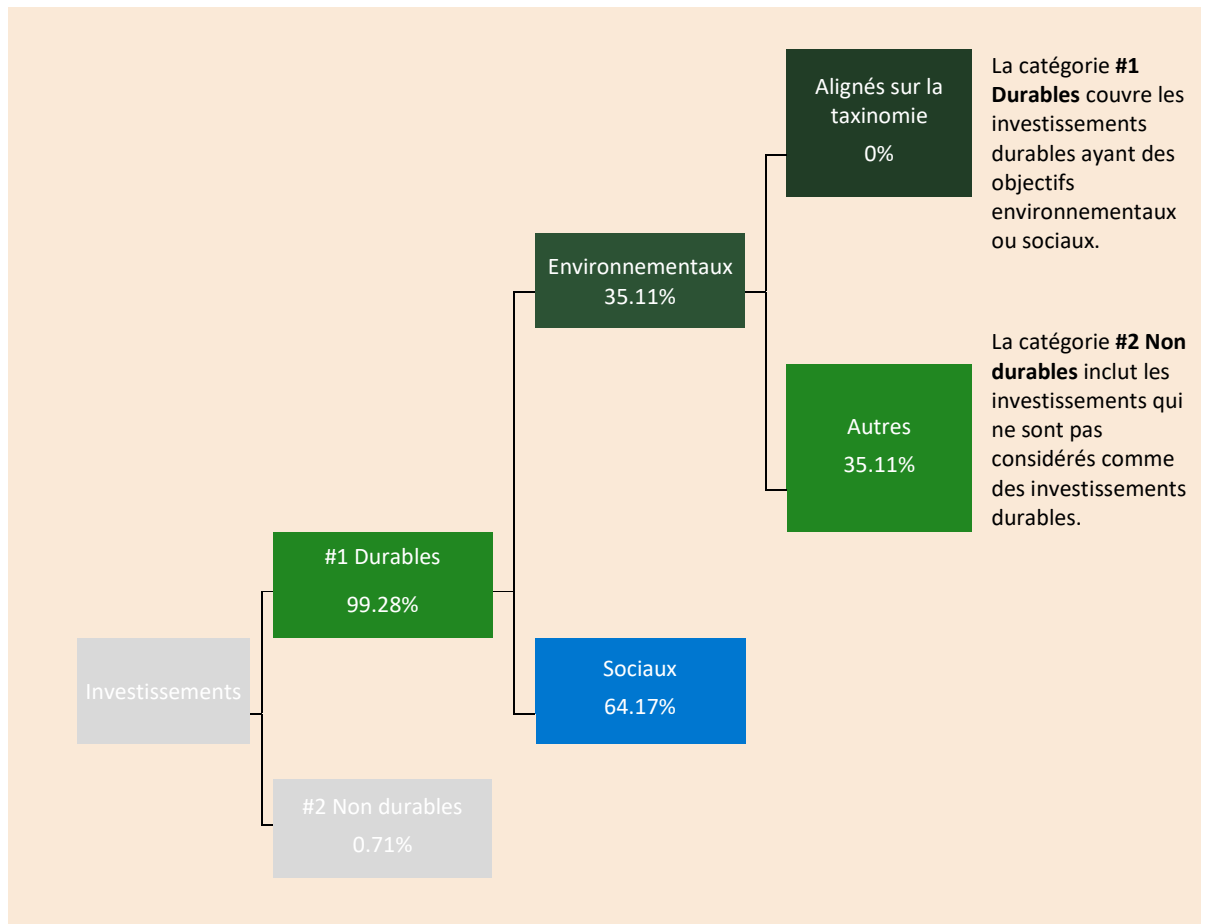 Alignés sur la
taxinomie
0%
La catégorie #1
Durables couvre les
investissements
durables ayant des
objectifs
environnementaux
ou sociaux.
Environnementaux
35.11%
La catégorie #2 Non
durables inclut les
investissements qui
ne sont pas
considérés comme
des investissements
durables.
Autres
35.11%
#1 Durables
99.28%
Sociaux
64.17%
Investissements
#2 Non durables
0.71%